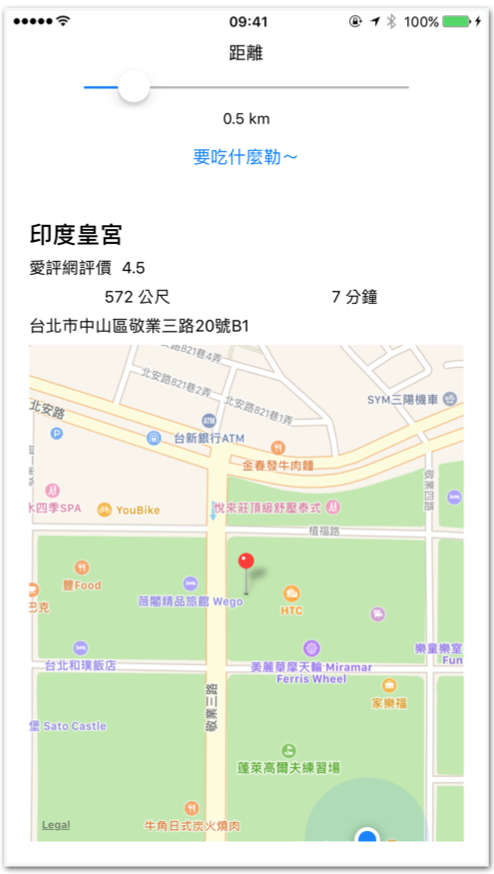 09:41
100%
距離
0.5 km
要吃什麼勒～
印度皇宮
愛評網評價 4.5
572 公尺 7 分鐘
台北市中山區敬業三路20號B1
北安路821巷4弄
北安路821巷2弄
北安路821巷1弄
SYM三陽機車
北安路
ATM
P
台新銀行ATM
金春發牛肉麵
敬業四路
水四季SPA
YouBike
悅來莊頂級舒壓泰式
植福路
豐Food
巴克
薇閣精品旅館 Wego
HTC
台北和璞飯店
美麗華摩天輪 Miramar
Ferris Wheel
樂童樂室
Fun
敬業三路
家樂福
堡 Sato Castle
蓬萊高爾夫練習場
Legal
牛角日式炭火燒肉